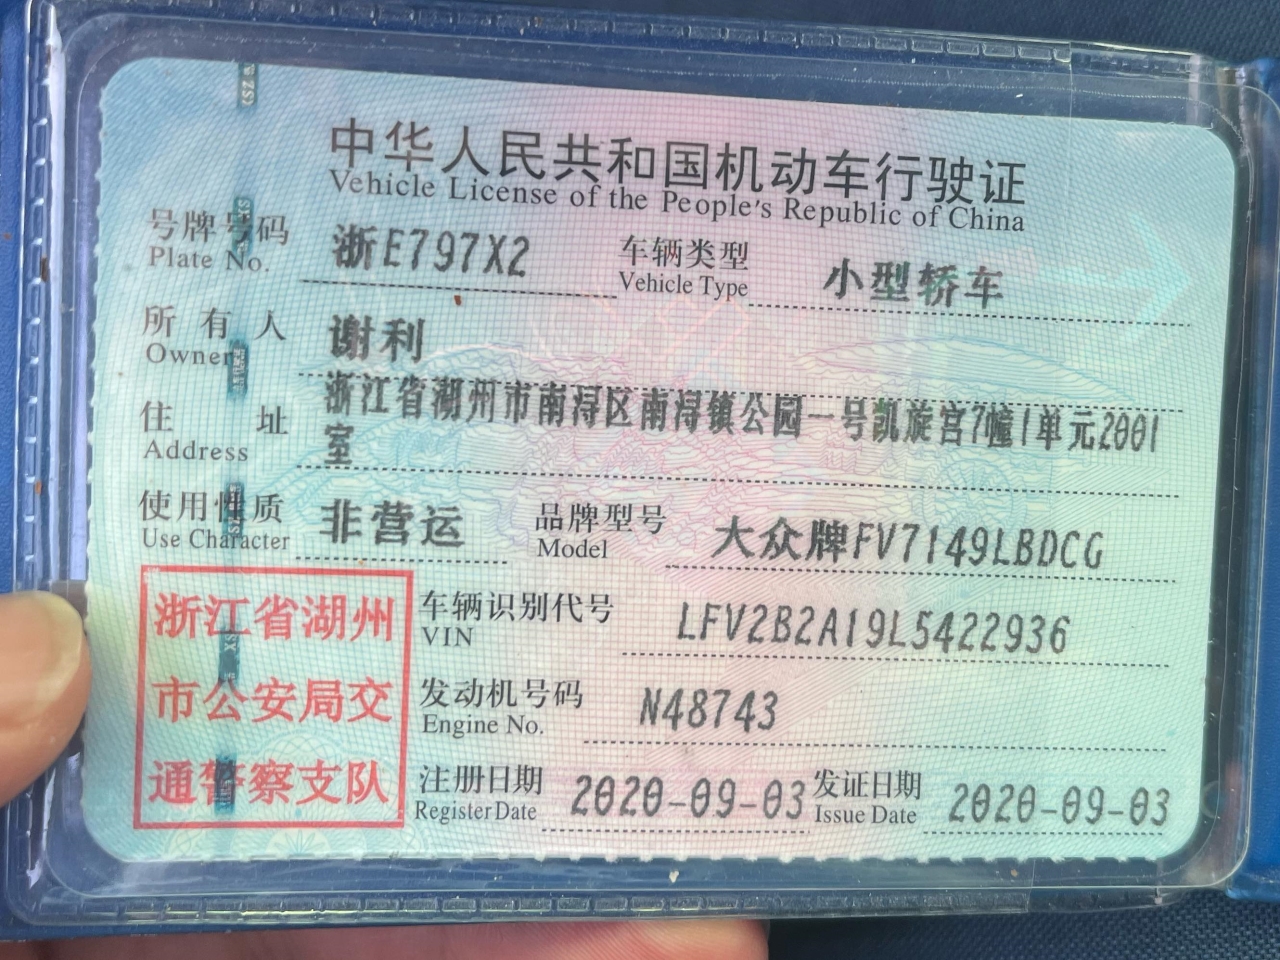 中华人民共和国机动车行驶证
Vehicle License of the People's Republic of China
号牌号码 浙E797X2 车辆类型 小型轿车
Plate No. Vehicle Type
所有人 谢利
Owner
住址 浙江省湖州市南浔区南浔镇公园一号凯旋宫7幢1单元2001
Address 室
使用性质 非营运 品牌型号 大众牌FV7149LBDCG
Use Character Model
浙江省湖州
市公安局交
通警察支队
车辆识别代号 LFV2B2A19L5422936
VIN
发动机号码 N48743
Engine No.
注册日期 2020-09-03 发证日期 2020-09-03
Register Date Issue Date